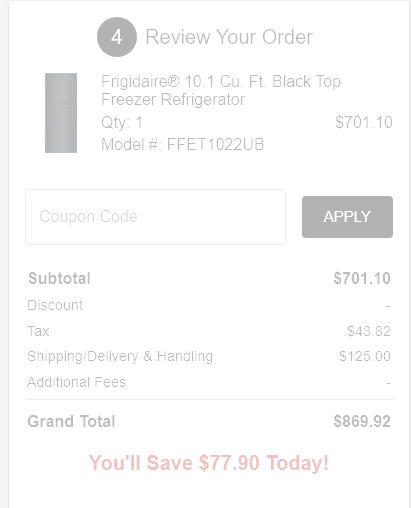 4 Review Your Order
Frigidaire® 10.1 Cu. Ft. Black Top
Freezer Refrigerator
Qty: 1 $701.10
Model #: FFET1022UB
Coupon Code APPLY
Subtotal $701.10
Discount -
Tax $43.82
Shipping/Delivery & Handling $125.00
Additional Fees -
Grand Total $869.92
You'll Save $77.90 Today!